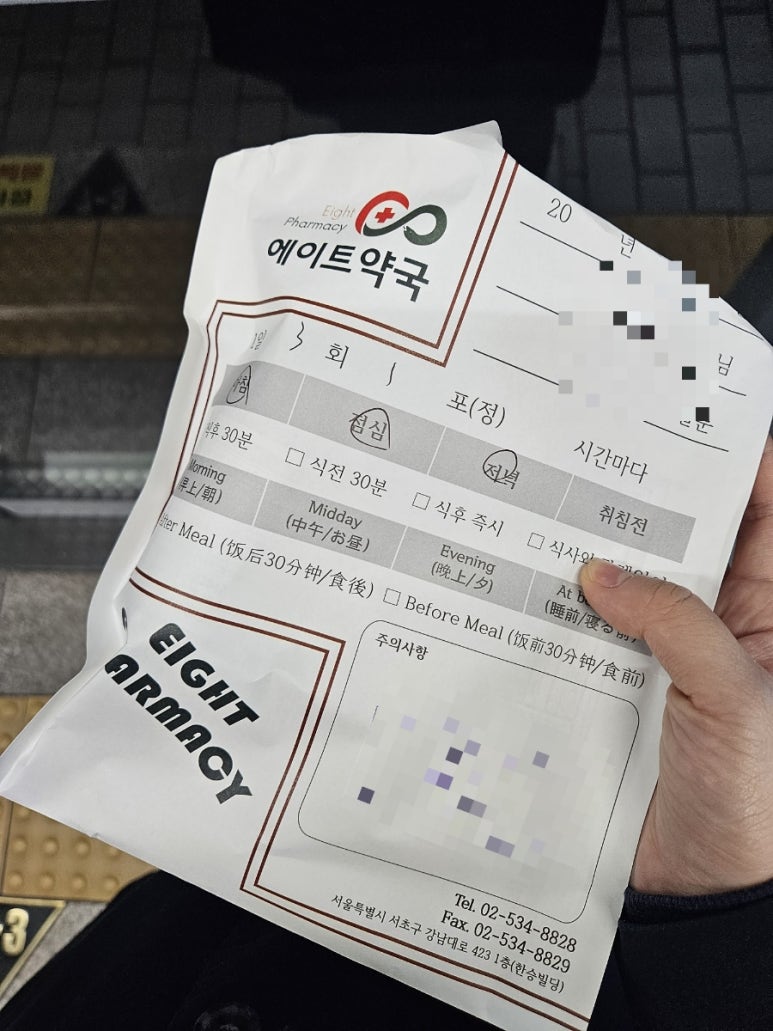 Eight
Pharmacy
에이트약국
20 년
님
1일 3 회 1 포(정) 시간마다
아침 점심 저녁 취침전
식후 30분 □ 식전 30분 □ 식후 즉시 □ 식사와
Morning Midday Evening At
(早上/朝) (中午/お昼) (晚上/夕) (睡前/寝る前)
After Meal (饭后30分钟/食後) □ Before Meal (饭前30分钟/食前)
주의사항
EIGHT
ARMACY
Tel. 02-534-8828
Fax. 02-534-8829
서울특별시 서초구 강남대로 423 1층(한승빌딩)
-3